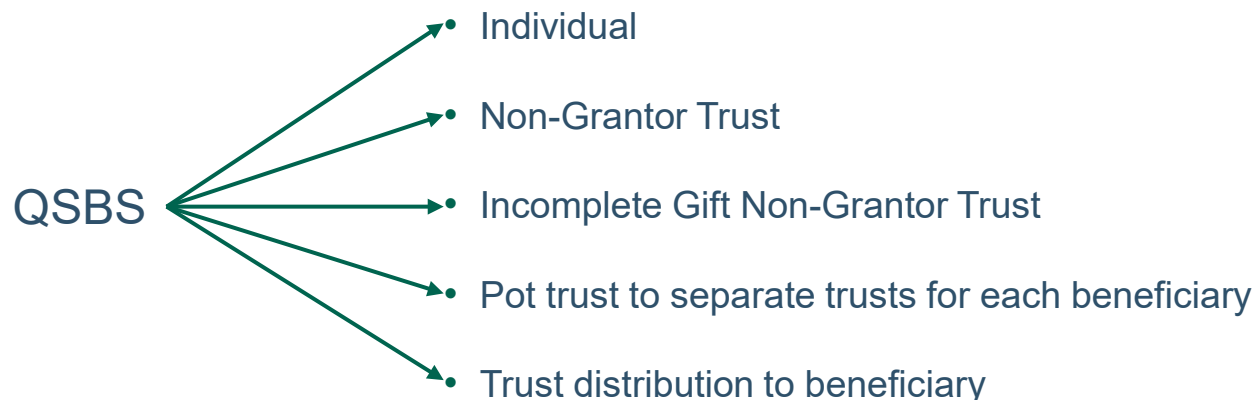 • Individual
• Non-Grantor Trust
QSBS
• Incomplete Gift Non-Grantor Trust
• Pot trust to separate trusts for each beneficiary
• Trust distribution to beneficiary